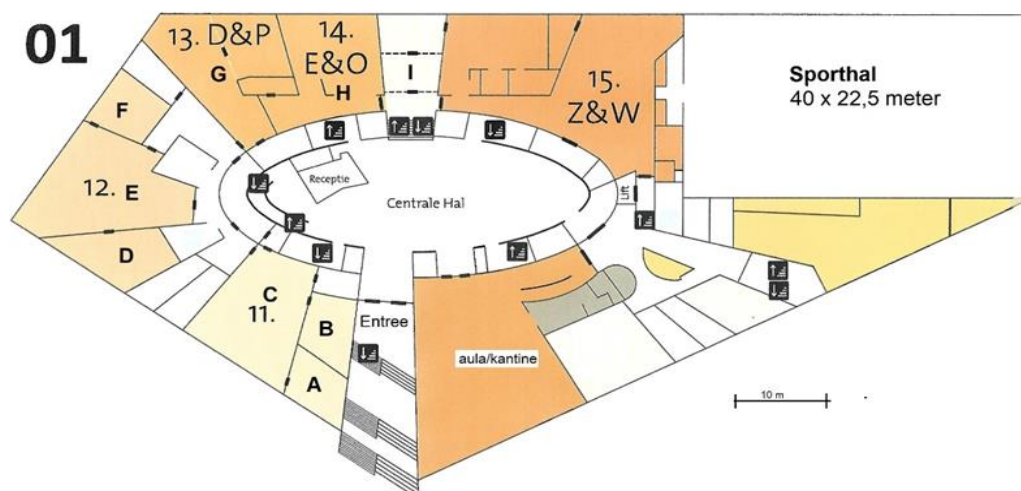 01
13. D&P
G
14.
E&O
H
I
15.
Z&W
Sporthal
40 x 22,5 meter
F
12. E
D
Receptie
Centrale Hal
Lift
C
11.
B
A
Entree
aula/kantine
10 m